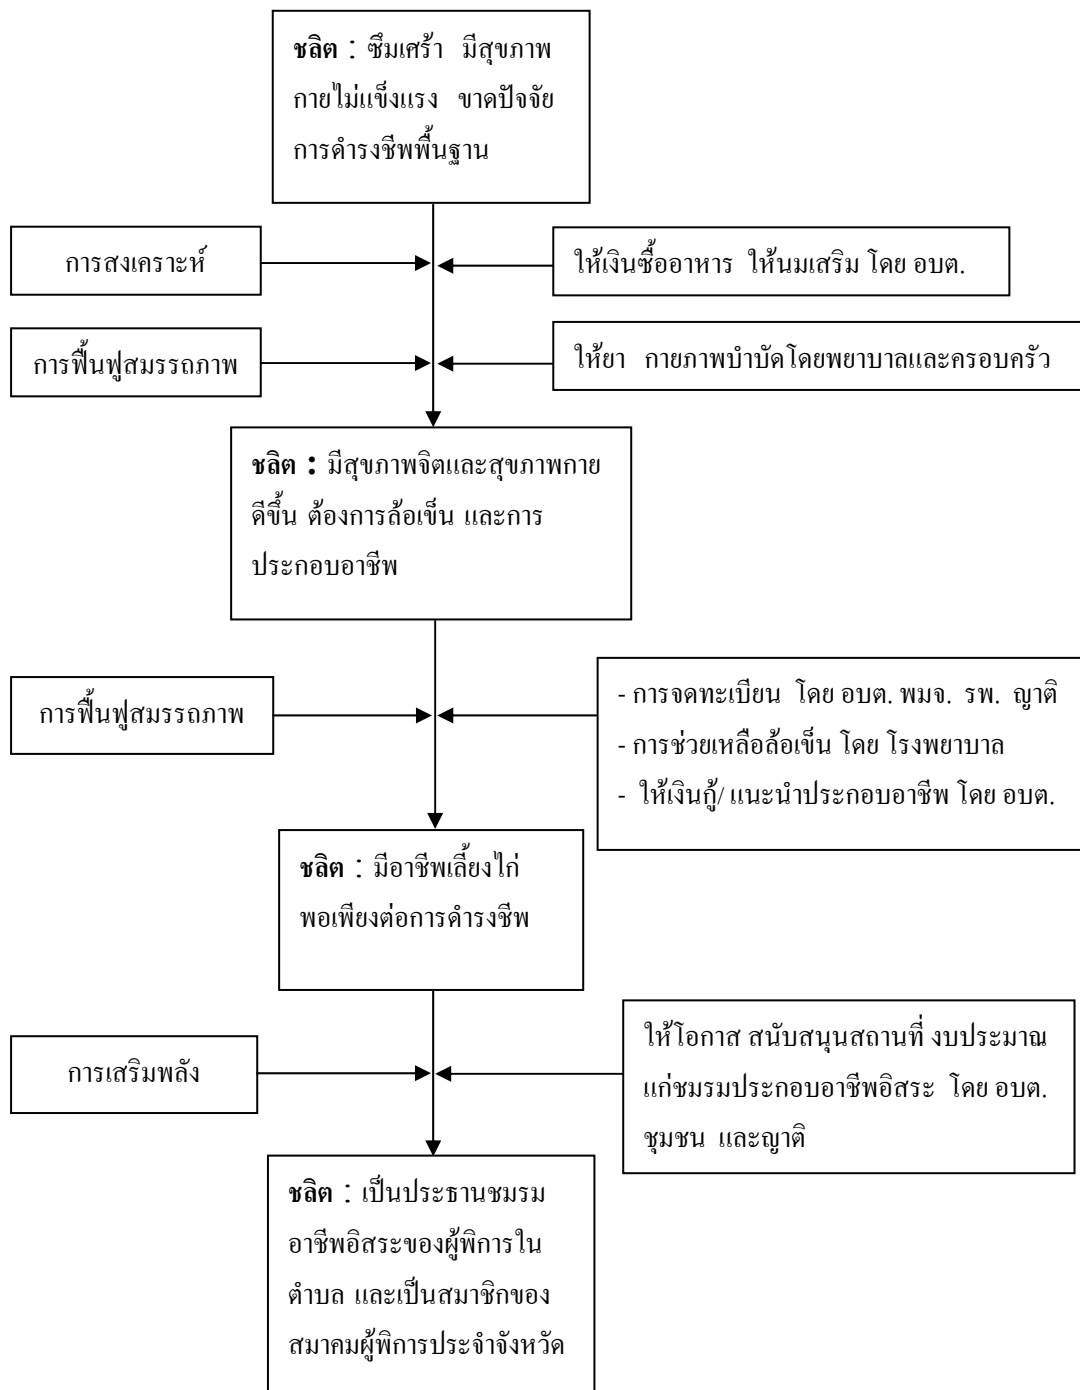 ชลิต : ซึมเศร้า มีสุขภาพ
กายไม่แข็งแรง ขาดปัจจัย
การดำรงชีพพื้นฐาน
การสงเคราะห์
ให้เงินซื้ออาหาร ให้นมเสริม โดย อบต.
การฟื้นฟูสมรรถภาพ
ให้ยา กายภาพบำบัดโดยพยาบาลและครอบครัว
ชลิต : มีสุขภาพจิตและสุขภาพกาย
ดีขึ้น ต้องการล้อเข็น และการ
ประกอบอาชีพ
การฟื้นฟูสมรรถภาพ
- การจดทะเบียน โดย อบต. พมจ. รพ. ญาติ
- การช่วยเหลือล้อเข็น โดย โรงพยาบาล
- ให้เงินกู้/ แนะนำประกอบอาชีพ โดย อบต.
ชลิต : มีอาชีพเลี้ยงไก่
พอเพียงต่อการดำรงชีพ
การเสริมพลัง
ให้โอกาส สนับสนุนสถานที่ งบประมาณ
แก่ชมรมประกอบอาชีพอิสระ โดย อบต.
ชุมชน และญาติ
ชลิต : เป็นประธานชมรม
อาชีพอิสระของผู้พิการใน
ตำบล และเป็นสมาชิกของ
สมาคมผู้พิการประจำจังหวัด